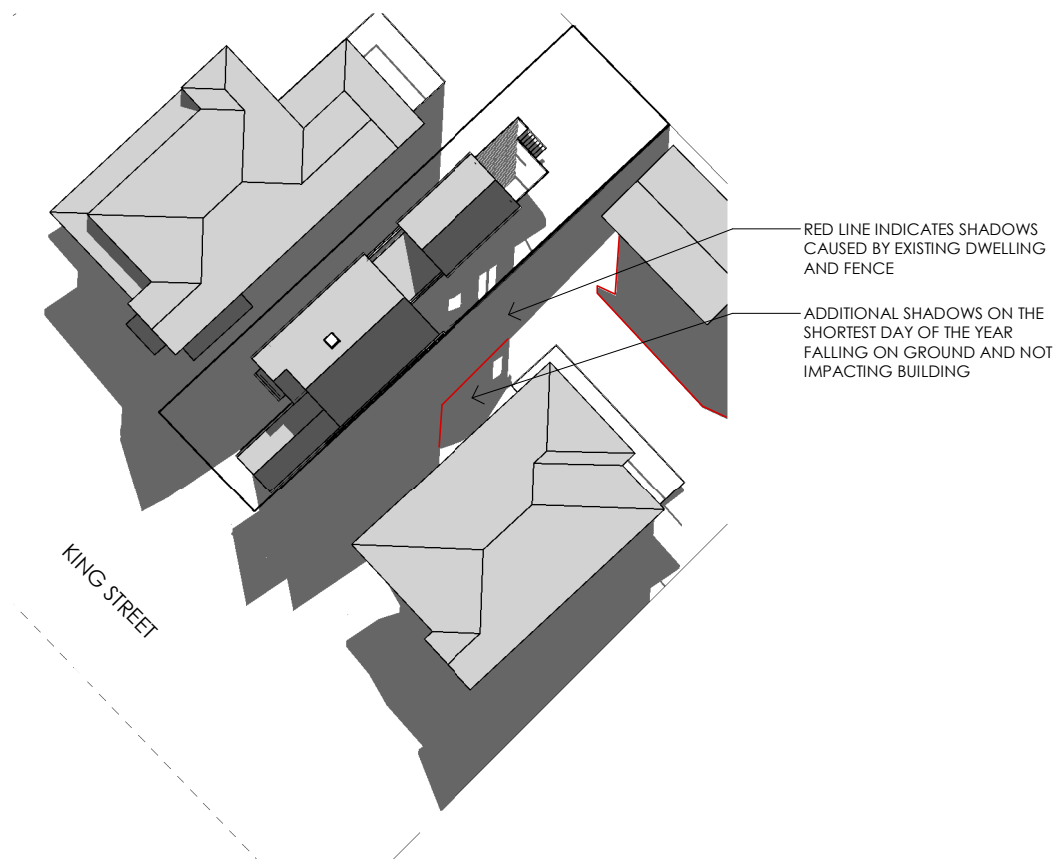 RED LINE INDICATES SHADOWS
CAUSED BY EXISTING DWELLING
AND FENCE
ADDITIONAL SHADOWS ON THE
SHORTEST DAY OF THE YEAR
FALLING ON GROUND AND NOT
IMPACTING BUILDING
KING STREET